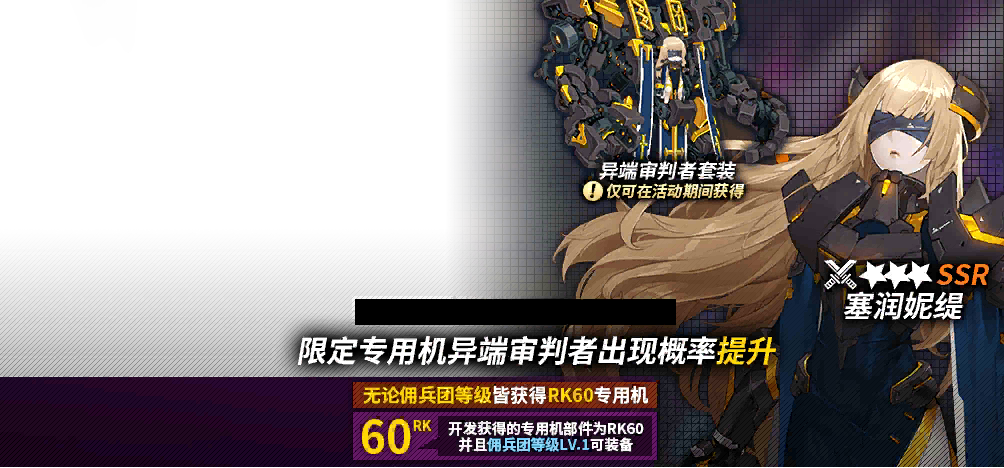 异端审判者套装
!仅可在活动期间获得
SSR
塞润妮缇
限定专用机异端审判者出现概率提升
无论佣兵团等级皆获得RK60专用机
60RK
开发获得的专用机部件为RK60
并且佣兵团等级LV.1可装备